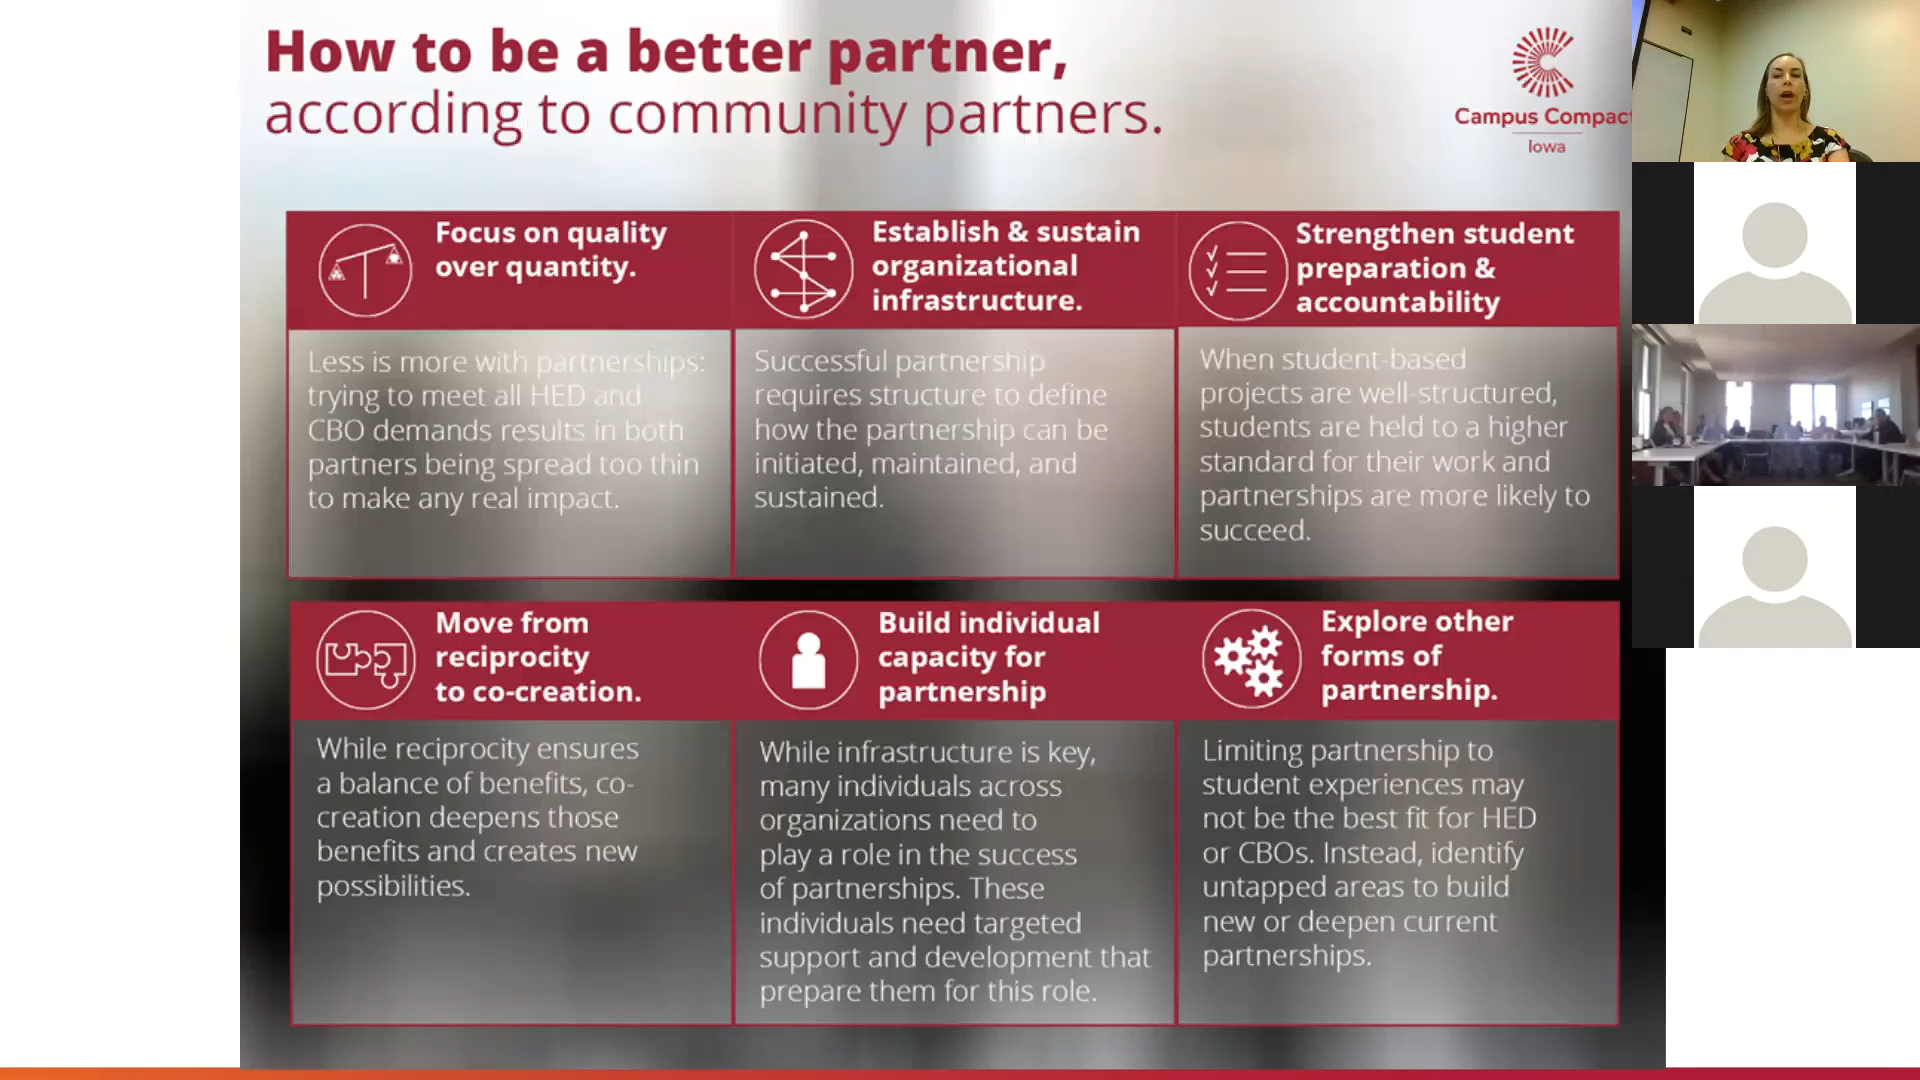 How to be a better partner,
according to community partners.
Campus Compact
Iowa
Focus on quality
over quantity.
Less is more with partnerships:
trying to meet all HED and
CBO demands results in both
partners being spread too thin
to make any real impact.
Establish & sustain
organizational
infrastructure.
Successful partnership
requires structure to define
how the partnership can be
initiated, maintained, and
sustained.
Strengthen student
preparation &
accountability
When student-based
projects are well-structured,
students are held to a higher
standard for their work and
partnerships are more likely to
succeed.
Move from
reciprocity
to co-creation.
While reciprocity ensures
a balance of benefits, co-
creation deepens those
benefits and creates new
possibilities.
Build individual
capacity for
partnership
While infrastructure is key,
many individuals across
organizations need to
play a role in the success
of partnerships. These
individuals need targeted
support and development that
prepare them for this role.
Explore other
forms of
partnership.
Limiting partnership to
student experiences may
not be the best fit for HED
or CBOs. Instead, identify
untapped areas to build
new or deepen current
partnerships.